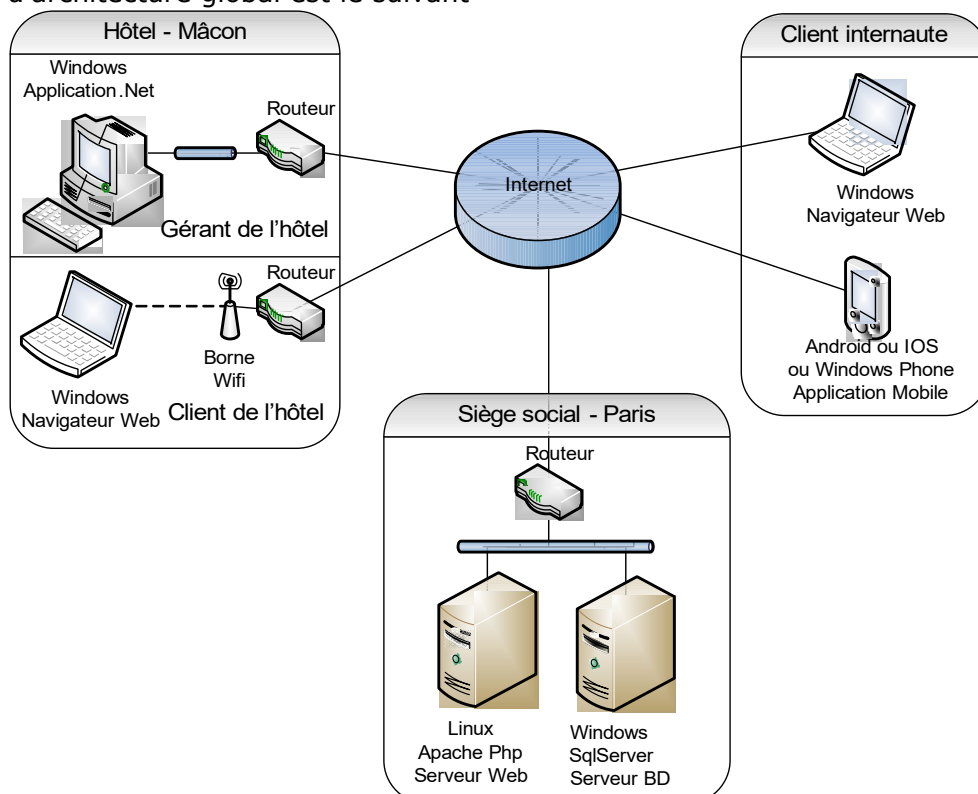 d'architecture global est le suivant
Hôtel - Mâcon
Windows
Application .Net
Routeur
Gérant de l'hôtel
Routeur
Borne
Wifi
Windows
Navigateur Web
Client de l'hôtel
Internet
Client internaute
Windows
Navigateur Web
Android ou IOS
ou Windows Phone
Application Mobile
Siège social - Paris
Routeur
Linux
Apache Php
Serveur Web
Windows
SqlServer
Serveur BD